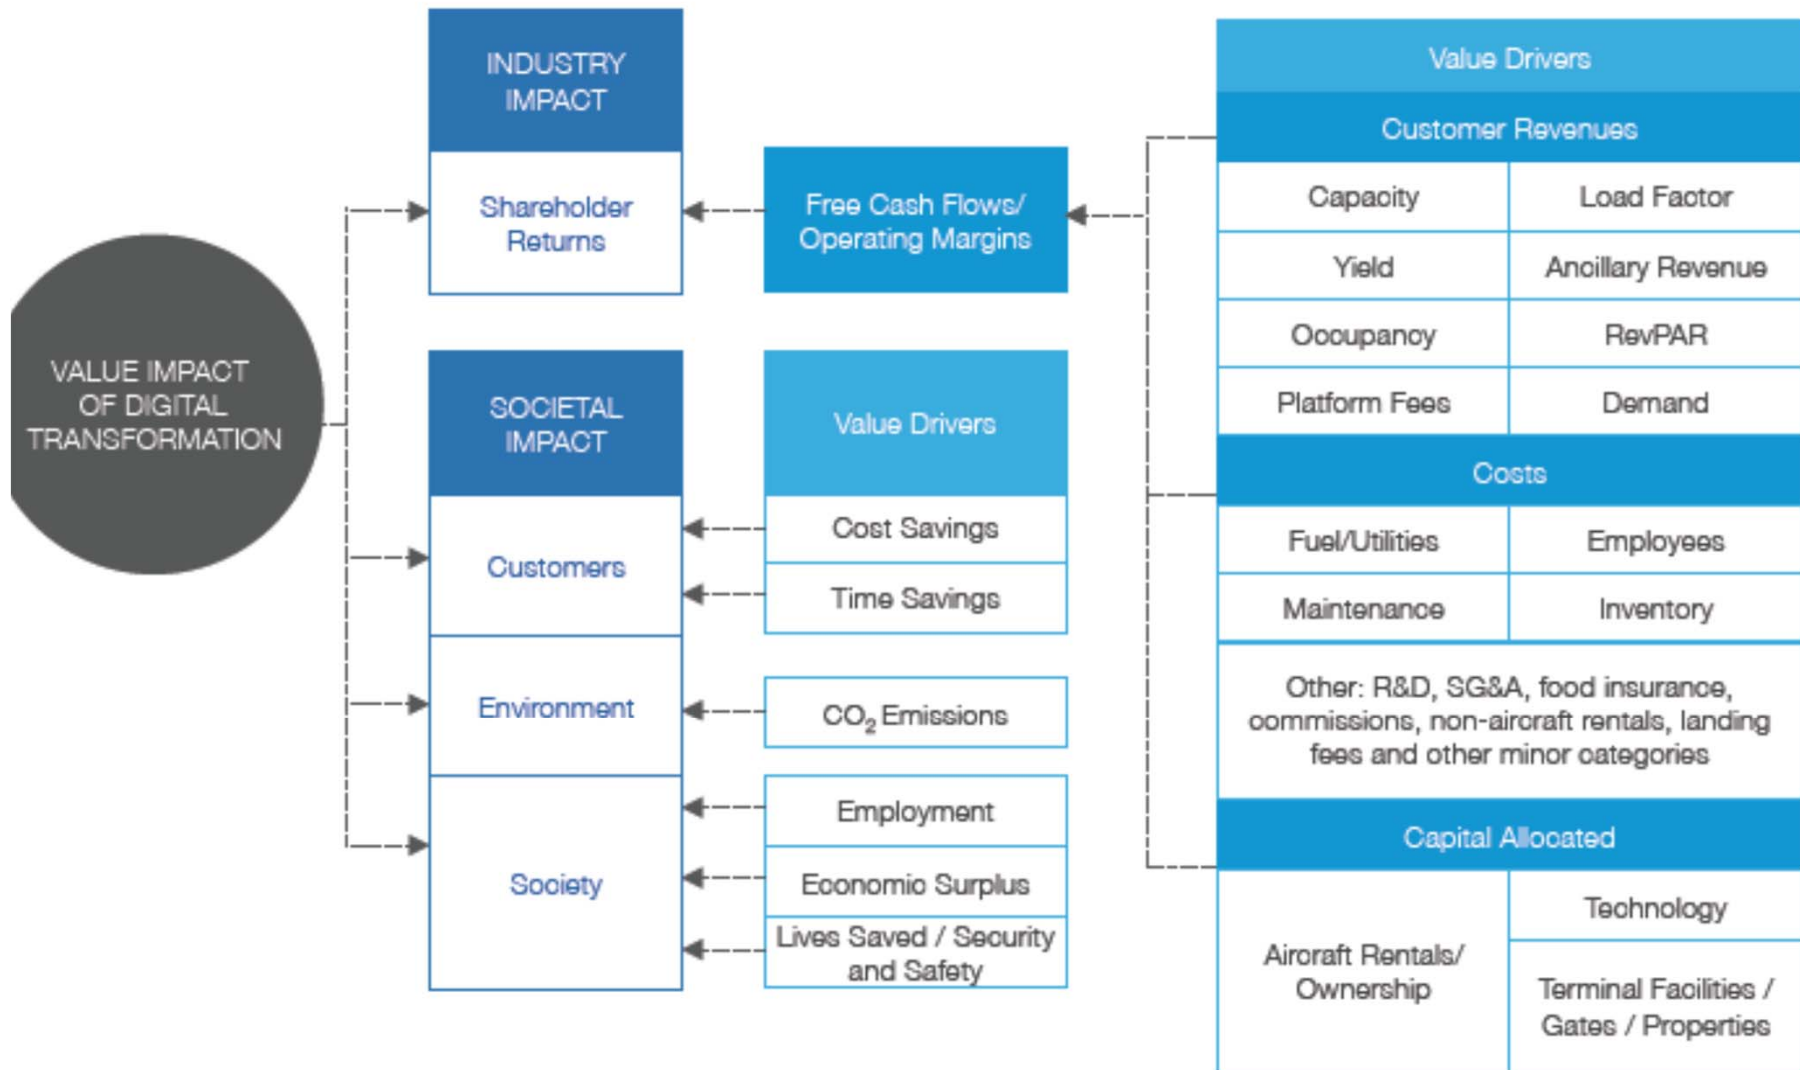 VALUE IMPACT
OF DIGITAL
TRANSFORMATION
INDUSTRY
IMPACT
Shareholder
Returns
Free Cash Flows/
Operating Margins
SOCIETAL
IMPACT
Customers
Environment
Society
Value Drivers
Cost Savings
Time Savings
CO₂ Emissions
Employment
Economic Surplus
Lives Saved / Security
and Safety
Value Drivers
Customer Revenues
Capacity
Load Factor
Yield
Ancillary Revenue
Occupancy
RevPAR
Platform Fees
Demand
Costs
Fuel/Utilities
Employees
Maintenance
Inventory
Other: R&D, SG&A, food insurance,
commissions, non-aircraft rentals, landing
fees and other minor categories
Capital Allocated
Aircraft Rentals/
Ownership
Technology
Terminal Facilities /
Gates / Properties